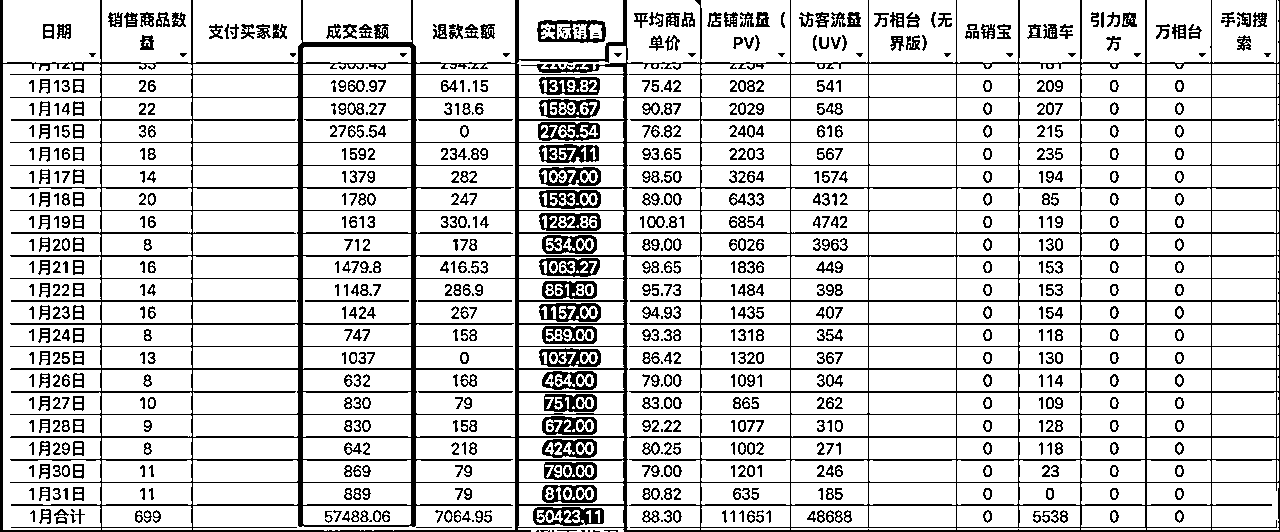 日期 销售商品数量 支付买家数 成交金额 退款金额 实际销售 平均商品单价 店铺流量（PV） 访客流量（UV） 万相台（无界版） 品销宝 直通车 引力魔方 万相台 手淘搜索
1月13日 26 1960.97 641.15 1319.82 75.42 2082 541 0 209 0 0
1月14日 22 1908.27 318.6 1589.67 90.87 2029 548 0 207 0 0
1月15日 36 2765.54 0 2765.54 76.82 2404 616 0 215 0 0
1月16日 18 1592 234.89 1357.11 93.65 2203 567 0 235 0 0
1月17日 14 1379 282 1097.00 98.50 3264 1574 0 194 0 0
1月18日 20 1780 247 1533.00 89.00 6433 4312 0 85 0 0
1月19日 16 1613 330.14 1282.86 100.81 6854 4742 0 119 0 0
1月20日 8 712 178 534.00 89.00 6026 3963 0 130 0 0
1月21日 16 1479.8 416.53 1063.27 98.65 1836 449 0 153 0 0
1月22日 14 1148.7 286.9 861.80 95.73 1484 398 0 153 0 0
1月23日 16 1424 267 1157.00 94.93 1435 407 0 154 0 0
1月24日 8 747 158 589.00 93.38 1318 354 0 118 0 0
1月25日 13 1037 0 1037.00 86.42 1320 367 0 130 0 0
1月26日 8 632 168 464.00 79.00 1091 304 0 114 0 0
1月27日 10 830 79 751.00 83.00 865 262 0 109 0 0
1月28日 9 830 158 672.00 92.22 1077 310 0 128 0 0
1月29日 8 642 218 424.00 80.25 1002 271 0 118 0 0
1月30日 11 869 79 790.00 79.00 1201 246 0 23 0 0
1月31日 11 889 79 810.00 80.82 635 185 0 0 0 0
1月合计 699 57488.06 7064.95 50423.11 88.30 111651 48688 0 5538 0 0